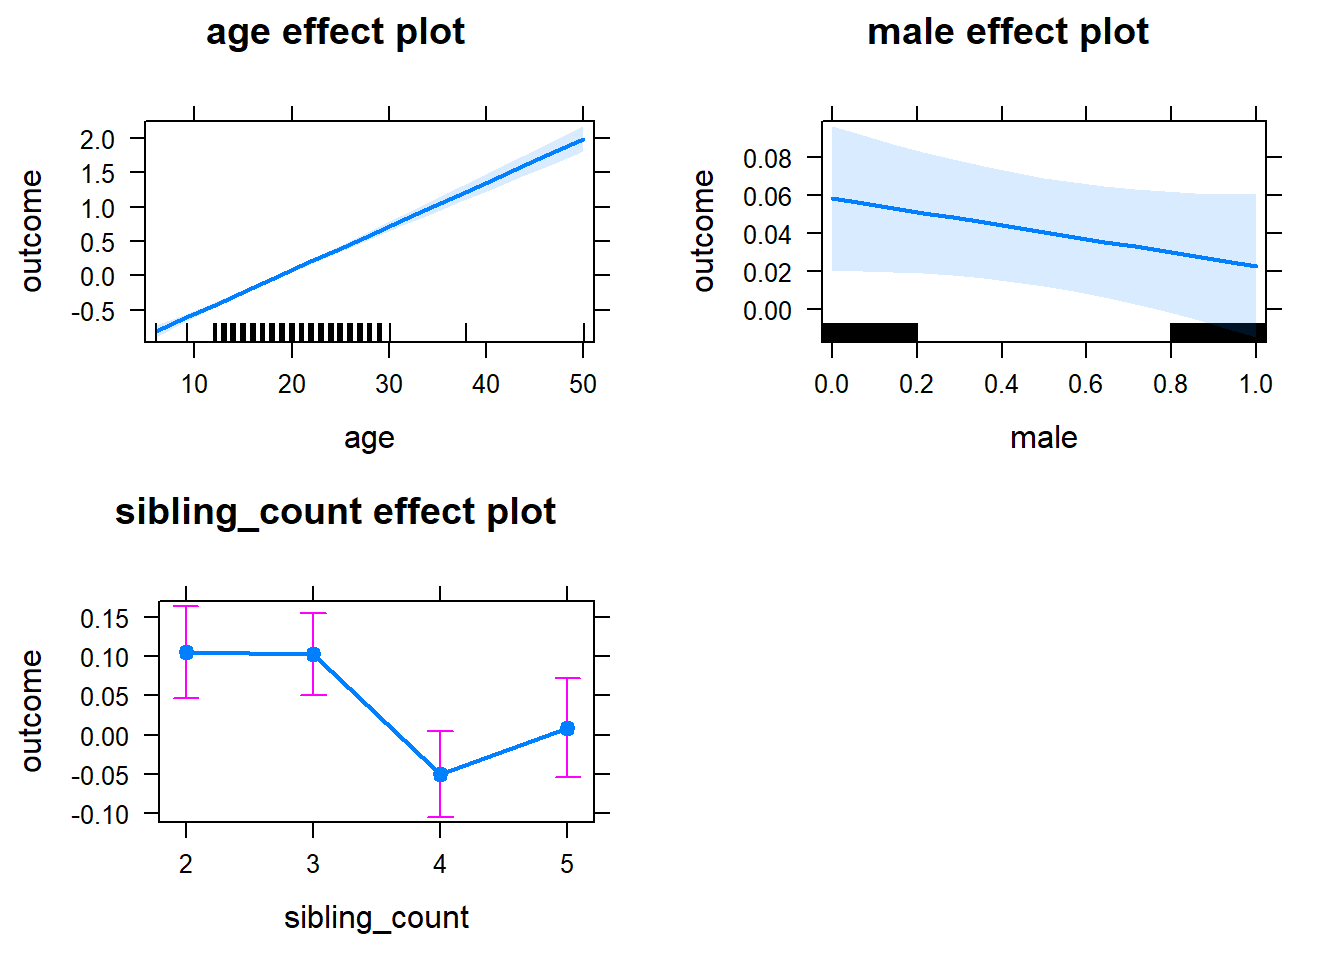 age effect plot
outcome
2.0
1.5
1.0
0.5
0.0
-0.5
10 20 30 40 50
age
male effect plot
outcome
0.08
0.06
0.04
0.02
0.00
0.0 0.2 0.4 0.6 0.8 1.0
male
sibling_count effect plot
outcome
0.15
0.10
0.05
0.00
-0.05
-0.10
2 3 4 5
sibling_count